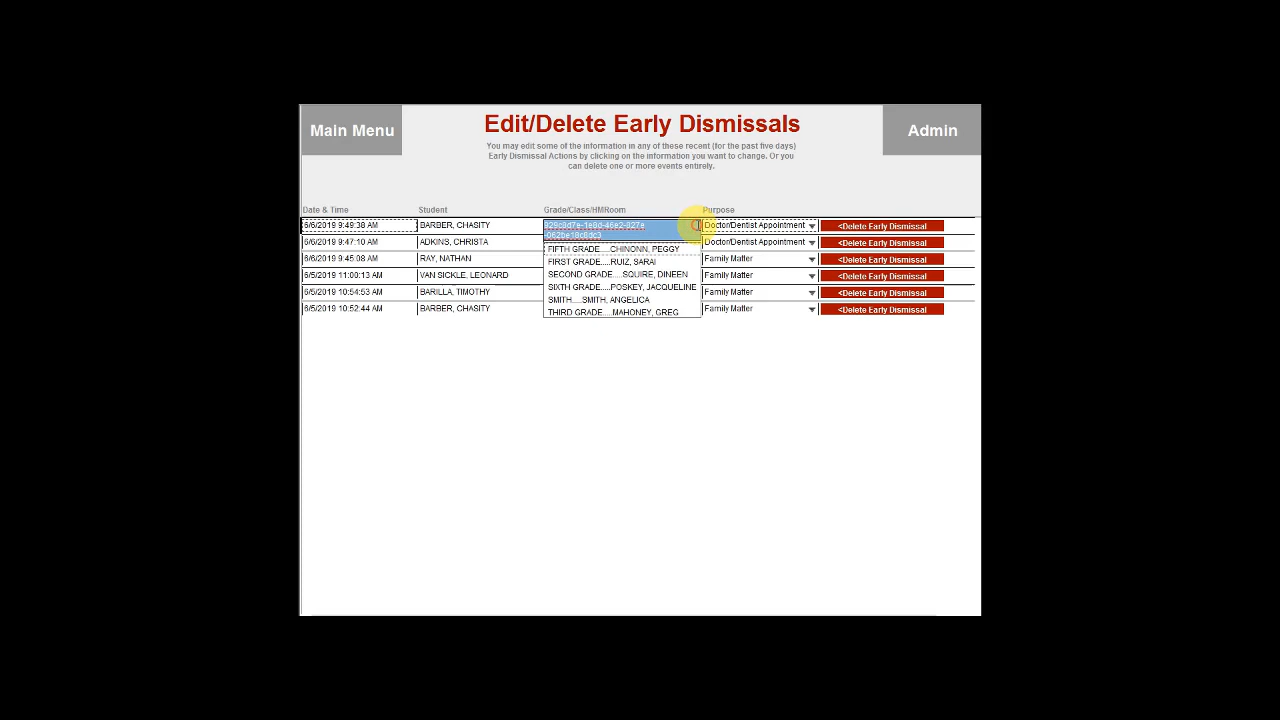 Main Menu
Edit/Delete Early Dismissals
Admin
You may edit some of the information in any of these recent (for the past five days)
Early Dismissal Actions by clicking on the information you want to change. Or you
can delete one or more events entirely.
Date & Time Student Grade/Class/HMRoom Purpose
6/6/2019 9:49:38 AM BARBER, CHASITY Doctor/Dentist Appointment <Delete Early Dismissal
6/6/2019 9:47:10 AM ADKINS, CHRISTA Doctor/Dentist Appointment <Delete Early Dismissal
FIFTH GRADE.....CHINONN, PEGGY
6/6/2019 9:45:08 AM RAY, NATHAN FIRST GRADE.....RUIZ, SARAI Family Matter <Delete Early Dismissal
6/5/2019 11:00:13 AM VAN SICKLE, LEONARD SECOND GRADE.....SQUIRE, DINEEN Family Matter <Delete Early Dismissal
SIXTH GRADE.....POSKEY, JACQUELINE
6/5/2019 10:54:53 AM BARILLA, TIMOTHY SMITH.....SMITH, ANGELICA Family Matter <Delete Early Dismissal
6/5/2019 10:52:44 AM BARBER, CHASITY THIRD GRADE.....MAHONEY, GREG Family Matter <Delete Early Dismissal